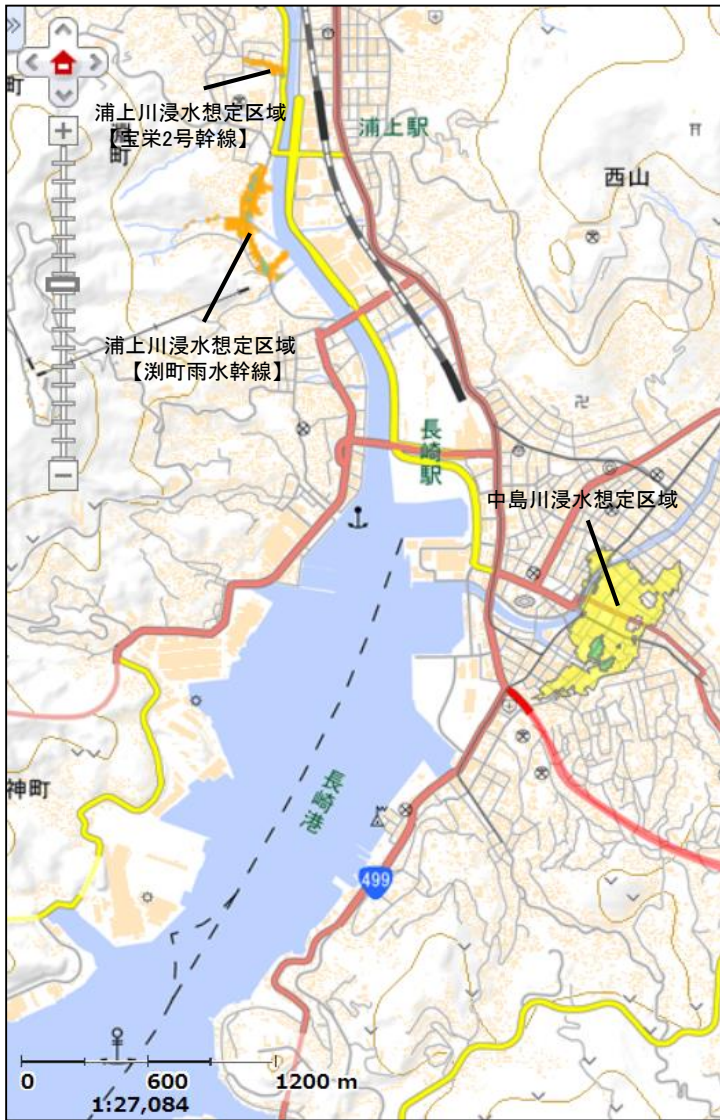 町
浦上川浸水想定区域
【宝栄2号幹線】
淵町
浦上駅
西山
浦上川浸水想定区域
【渕町雨水幹線】
長崎駅
中島川浸水想定区域
長崎港
神町
499
0 600 1200 m
1:27,084